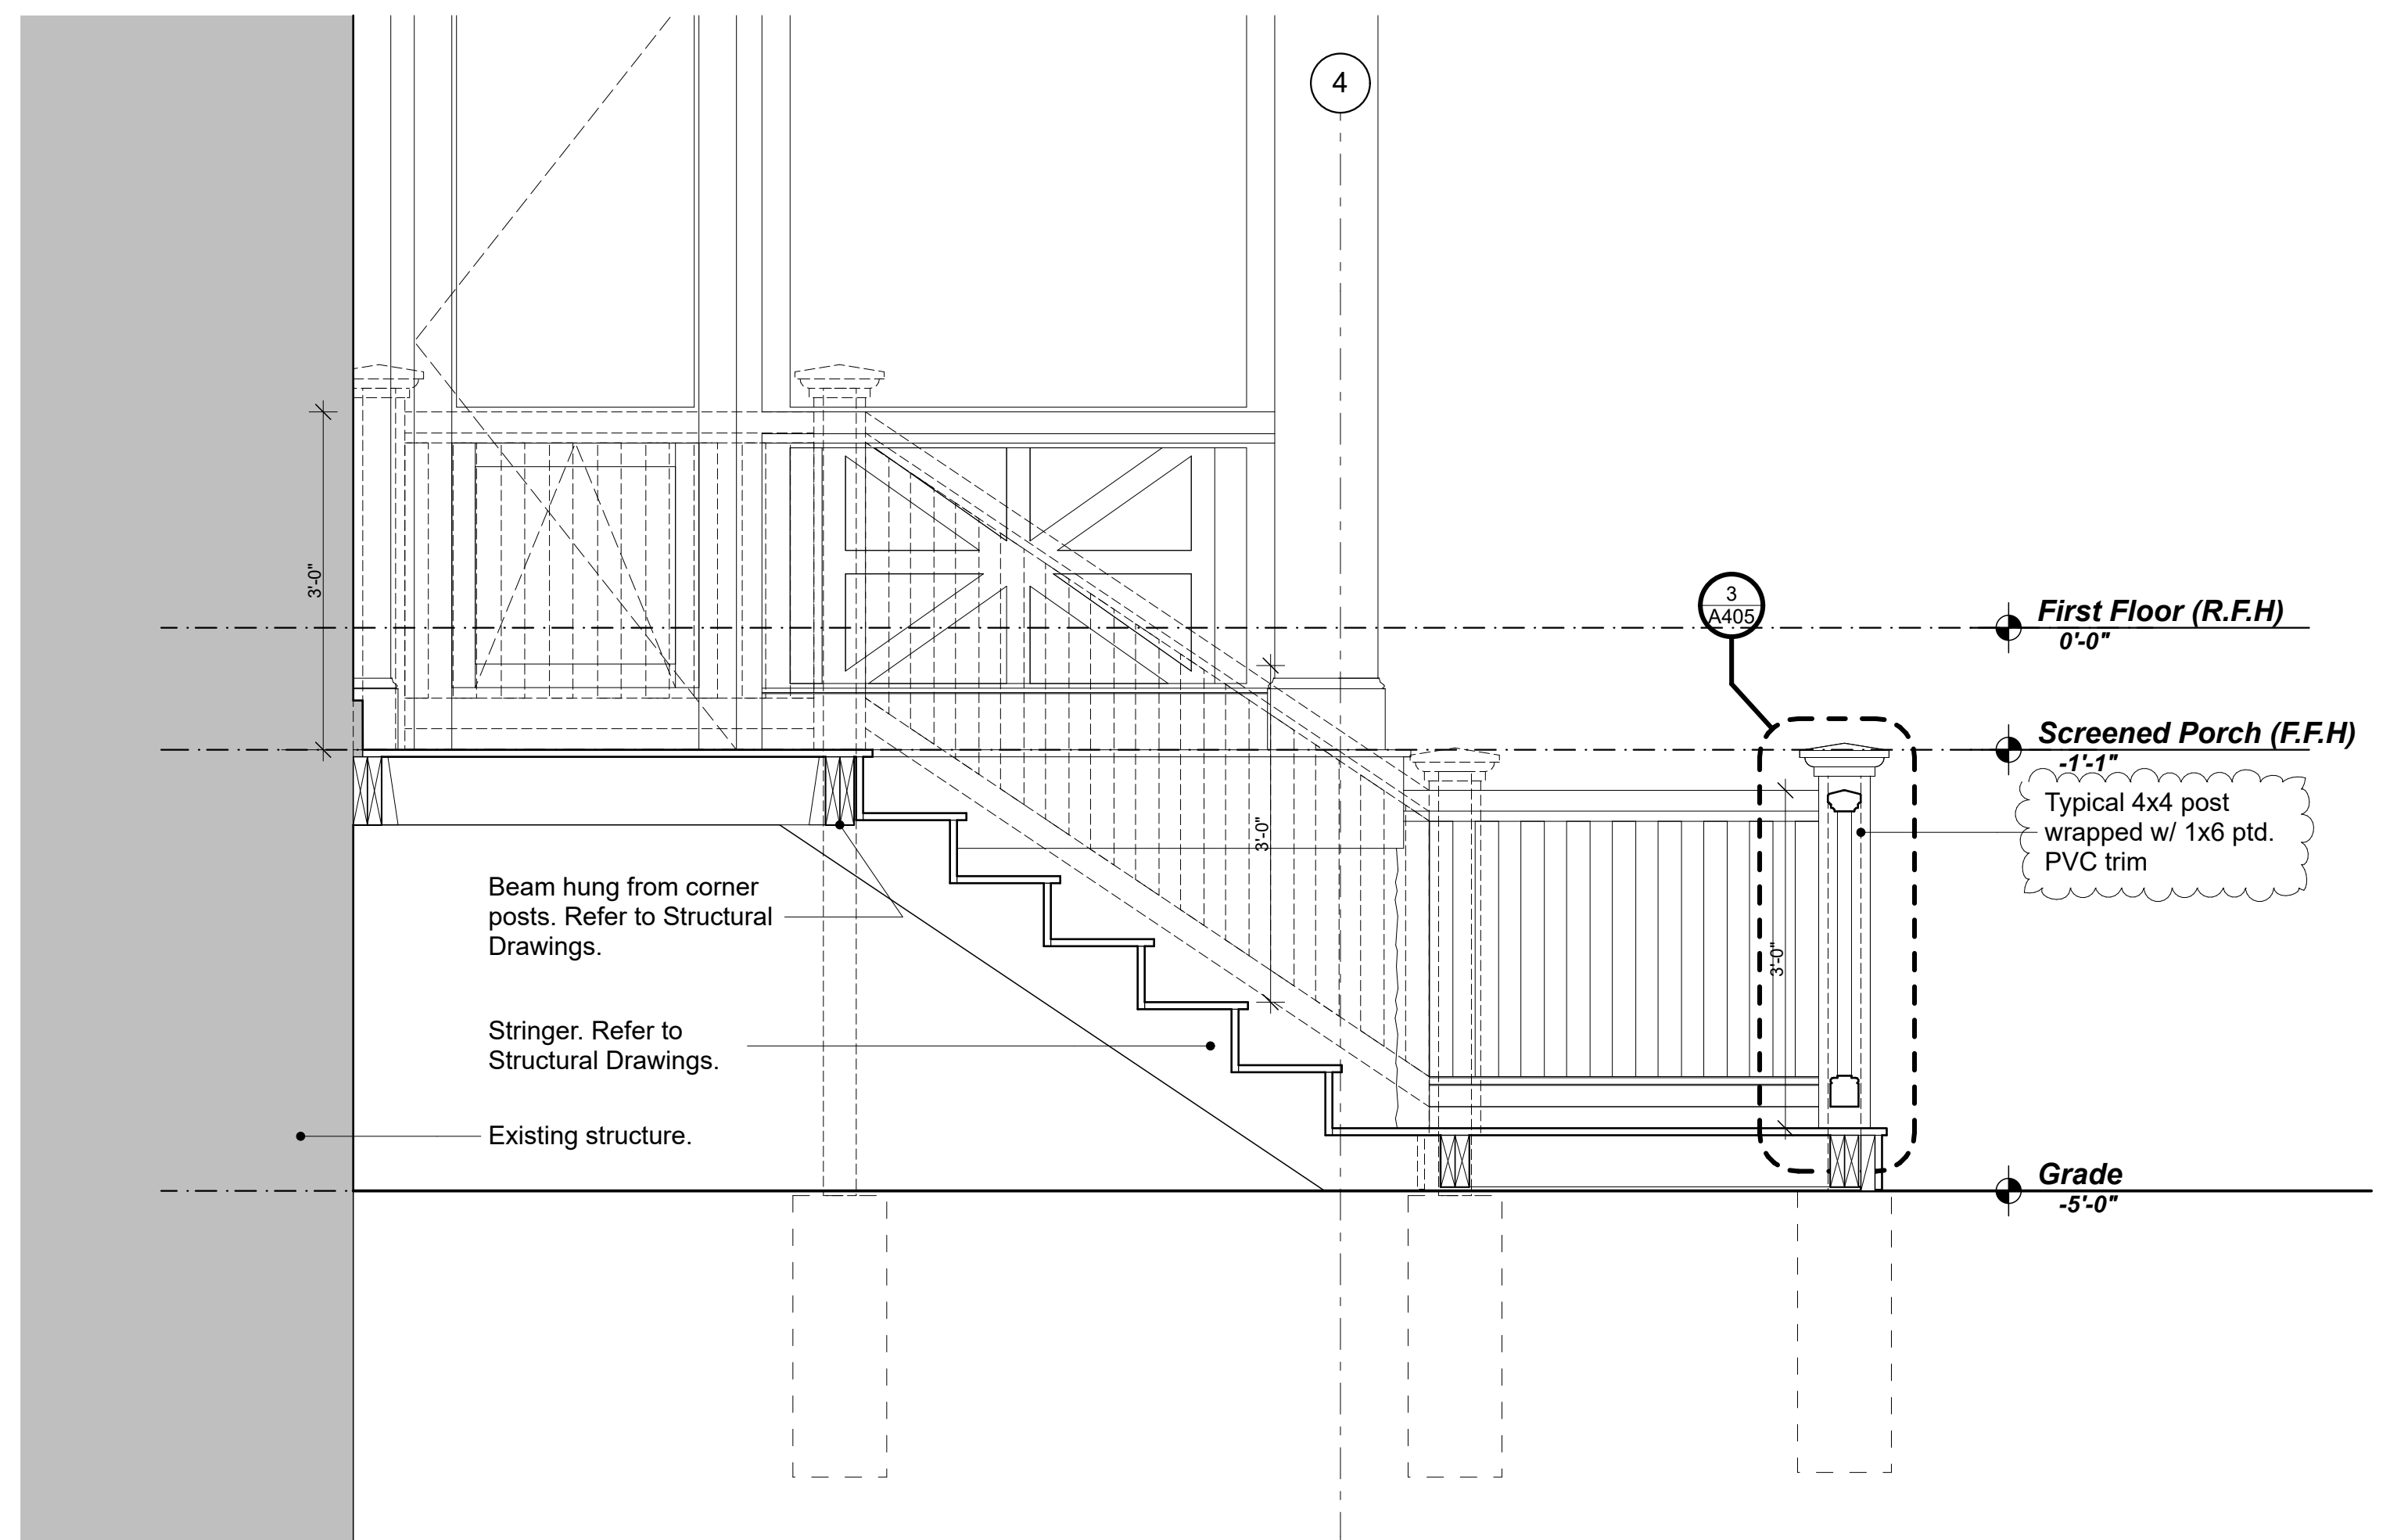 4
3'-0"
3
A405
First Floor (R.F.H)
0'-0"
Screened Porch (F.F.H)
-1'-1"
Typical 4x4 post
wrapped w/ 1x6 ptd.
PVC trim
3'-0"
Beam hung from corner
posts. Refer to Structural
Drawings.
3'-0"
Stringer. Refer to
Structural Drawings.
Existing structure.
Grade
-5'-0"